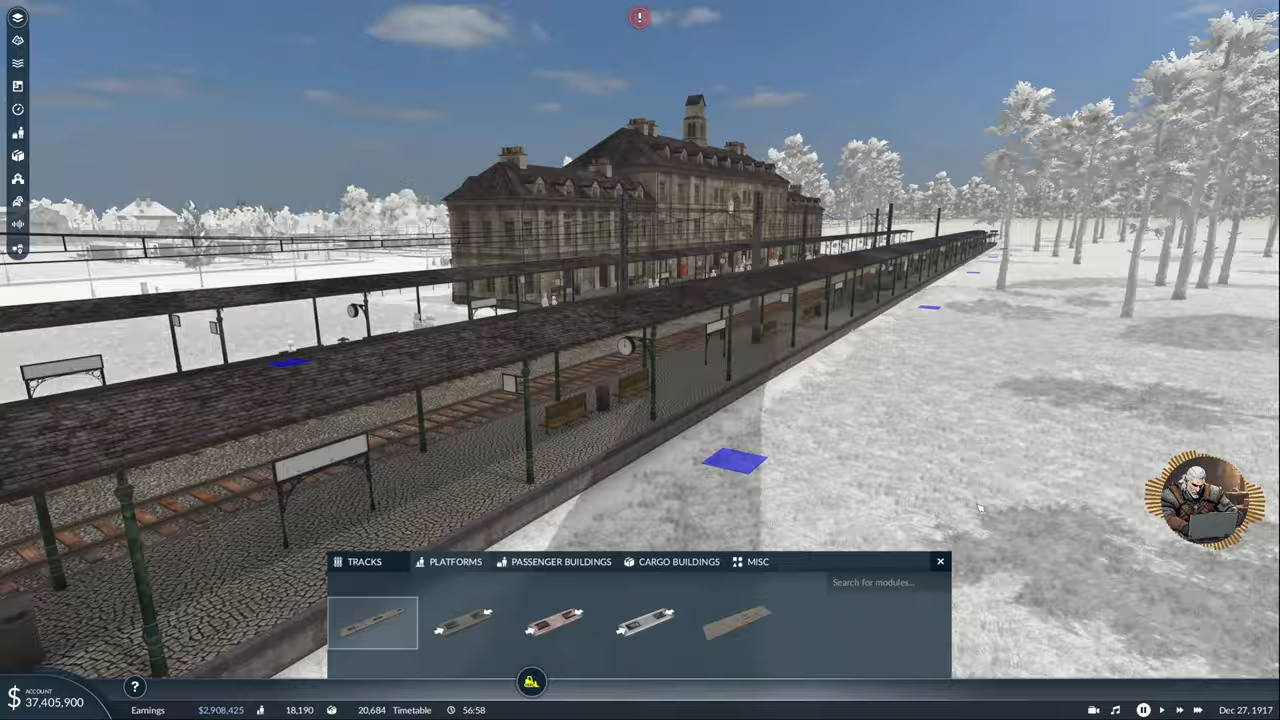 TRACKS
PLATFORMS
PASSENGER BUILDINGS
CARGO BUILDINGS
MISC
Search for modules...
$ ACCOUNT
37,405,900
?
Earnings $2,908,425 18,190 20,684 Timetable 56:58 Dec 27, 1917